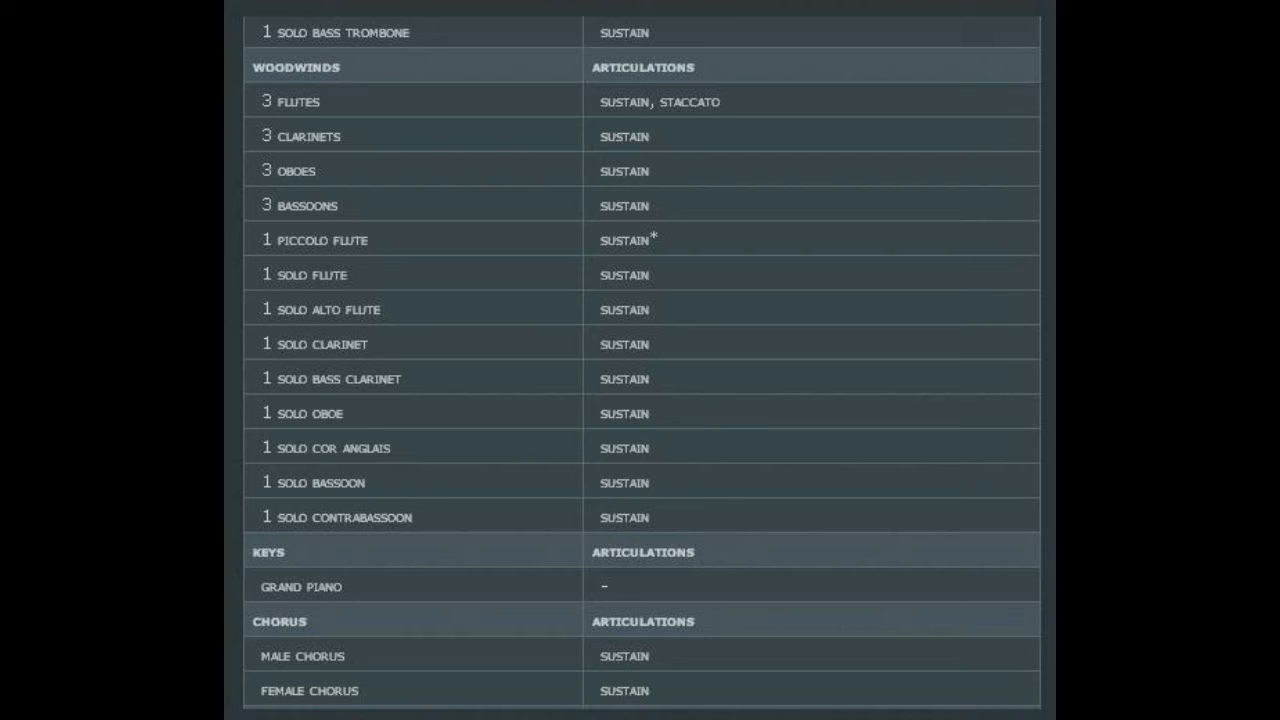 1 SOLO BASS TROMBONE SUSTAIN
WOODWINDS ARTICULATIONS
3 FLUTES SUSTAIN, STACCATO
3 CLARINETS SUSTAIN
3 OBOES SUSTAIN
3 BASSOONS SUSTAIN
1 PICCOLO FLUTE SUSTAIN*
1 SOLO FLUTE SUSTAIN
1 SOLO ALTO FLUTE SUSTAIN
1 SOLO CLARINET SUSTAIN
1 SOLO BASS CLARINET SUSTAIN
1 SOLO OBOE SUSTAIN
1 SOLO COR ANGLAIS SUSTAIN
1 SOLO BASSOON SUSTAIN
1 SOLO CONTRABASSOON SUSTAIN
KEYS ARTICULATIONS
GRAND PIANO -
CHORUS ARTICULATIONS
MALE CHORUS SUSTAIN
FEMALE CHORUS SUSTAIN